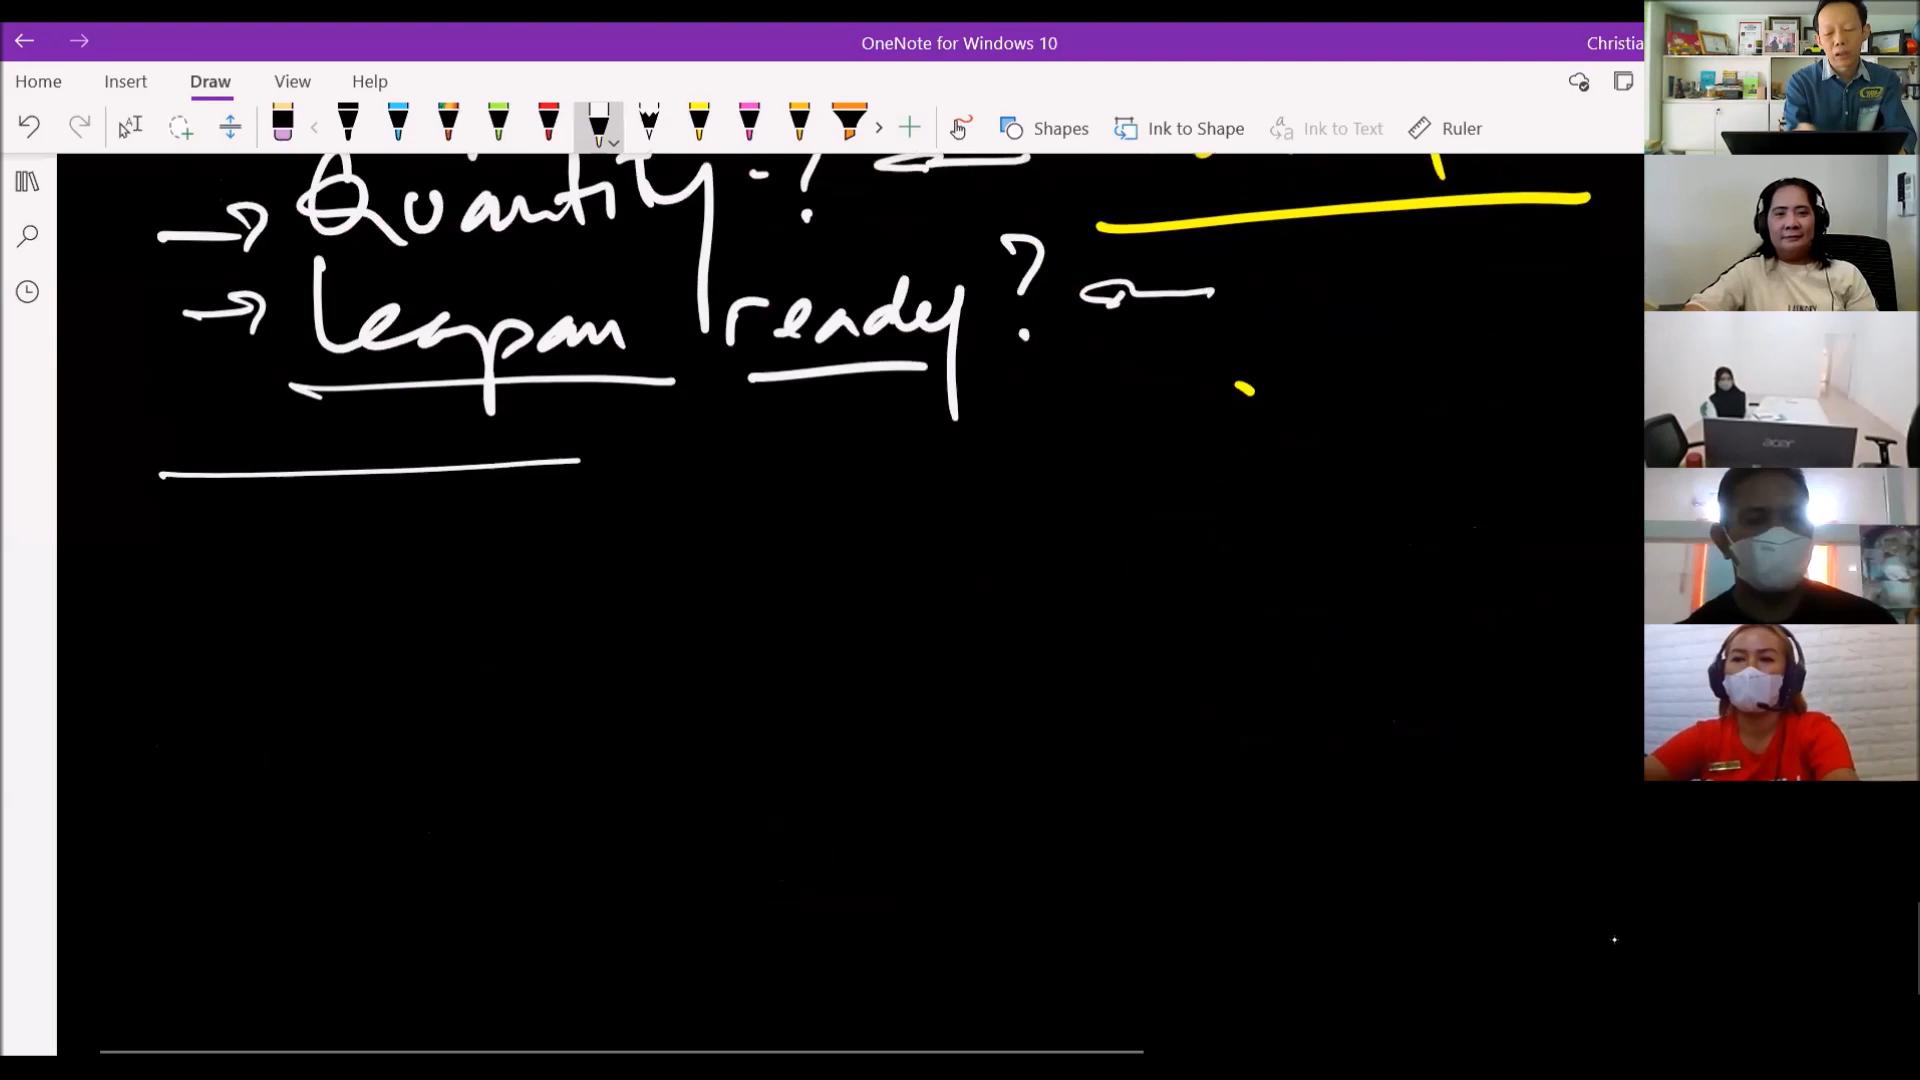 OneNote for Windows 10
Christia
Home Insert Draw View Help
Shapes Ink to Shape Ink to Text Ruler
→ Quantity - ?
→ ready ?
acer